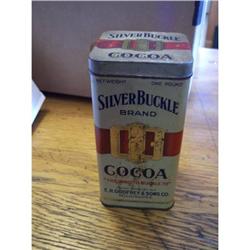 SILVER BUCKLE
COCOA
NET WEIGHT ONE POUND
SILVER BUCKLE
BRAND
COCOA
E.R. GODFREY & SONS CO.